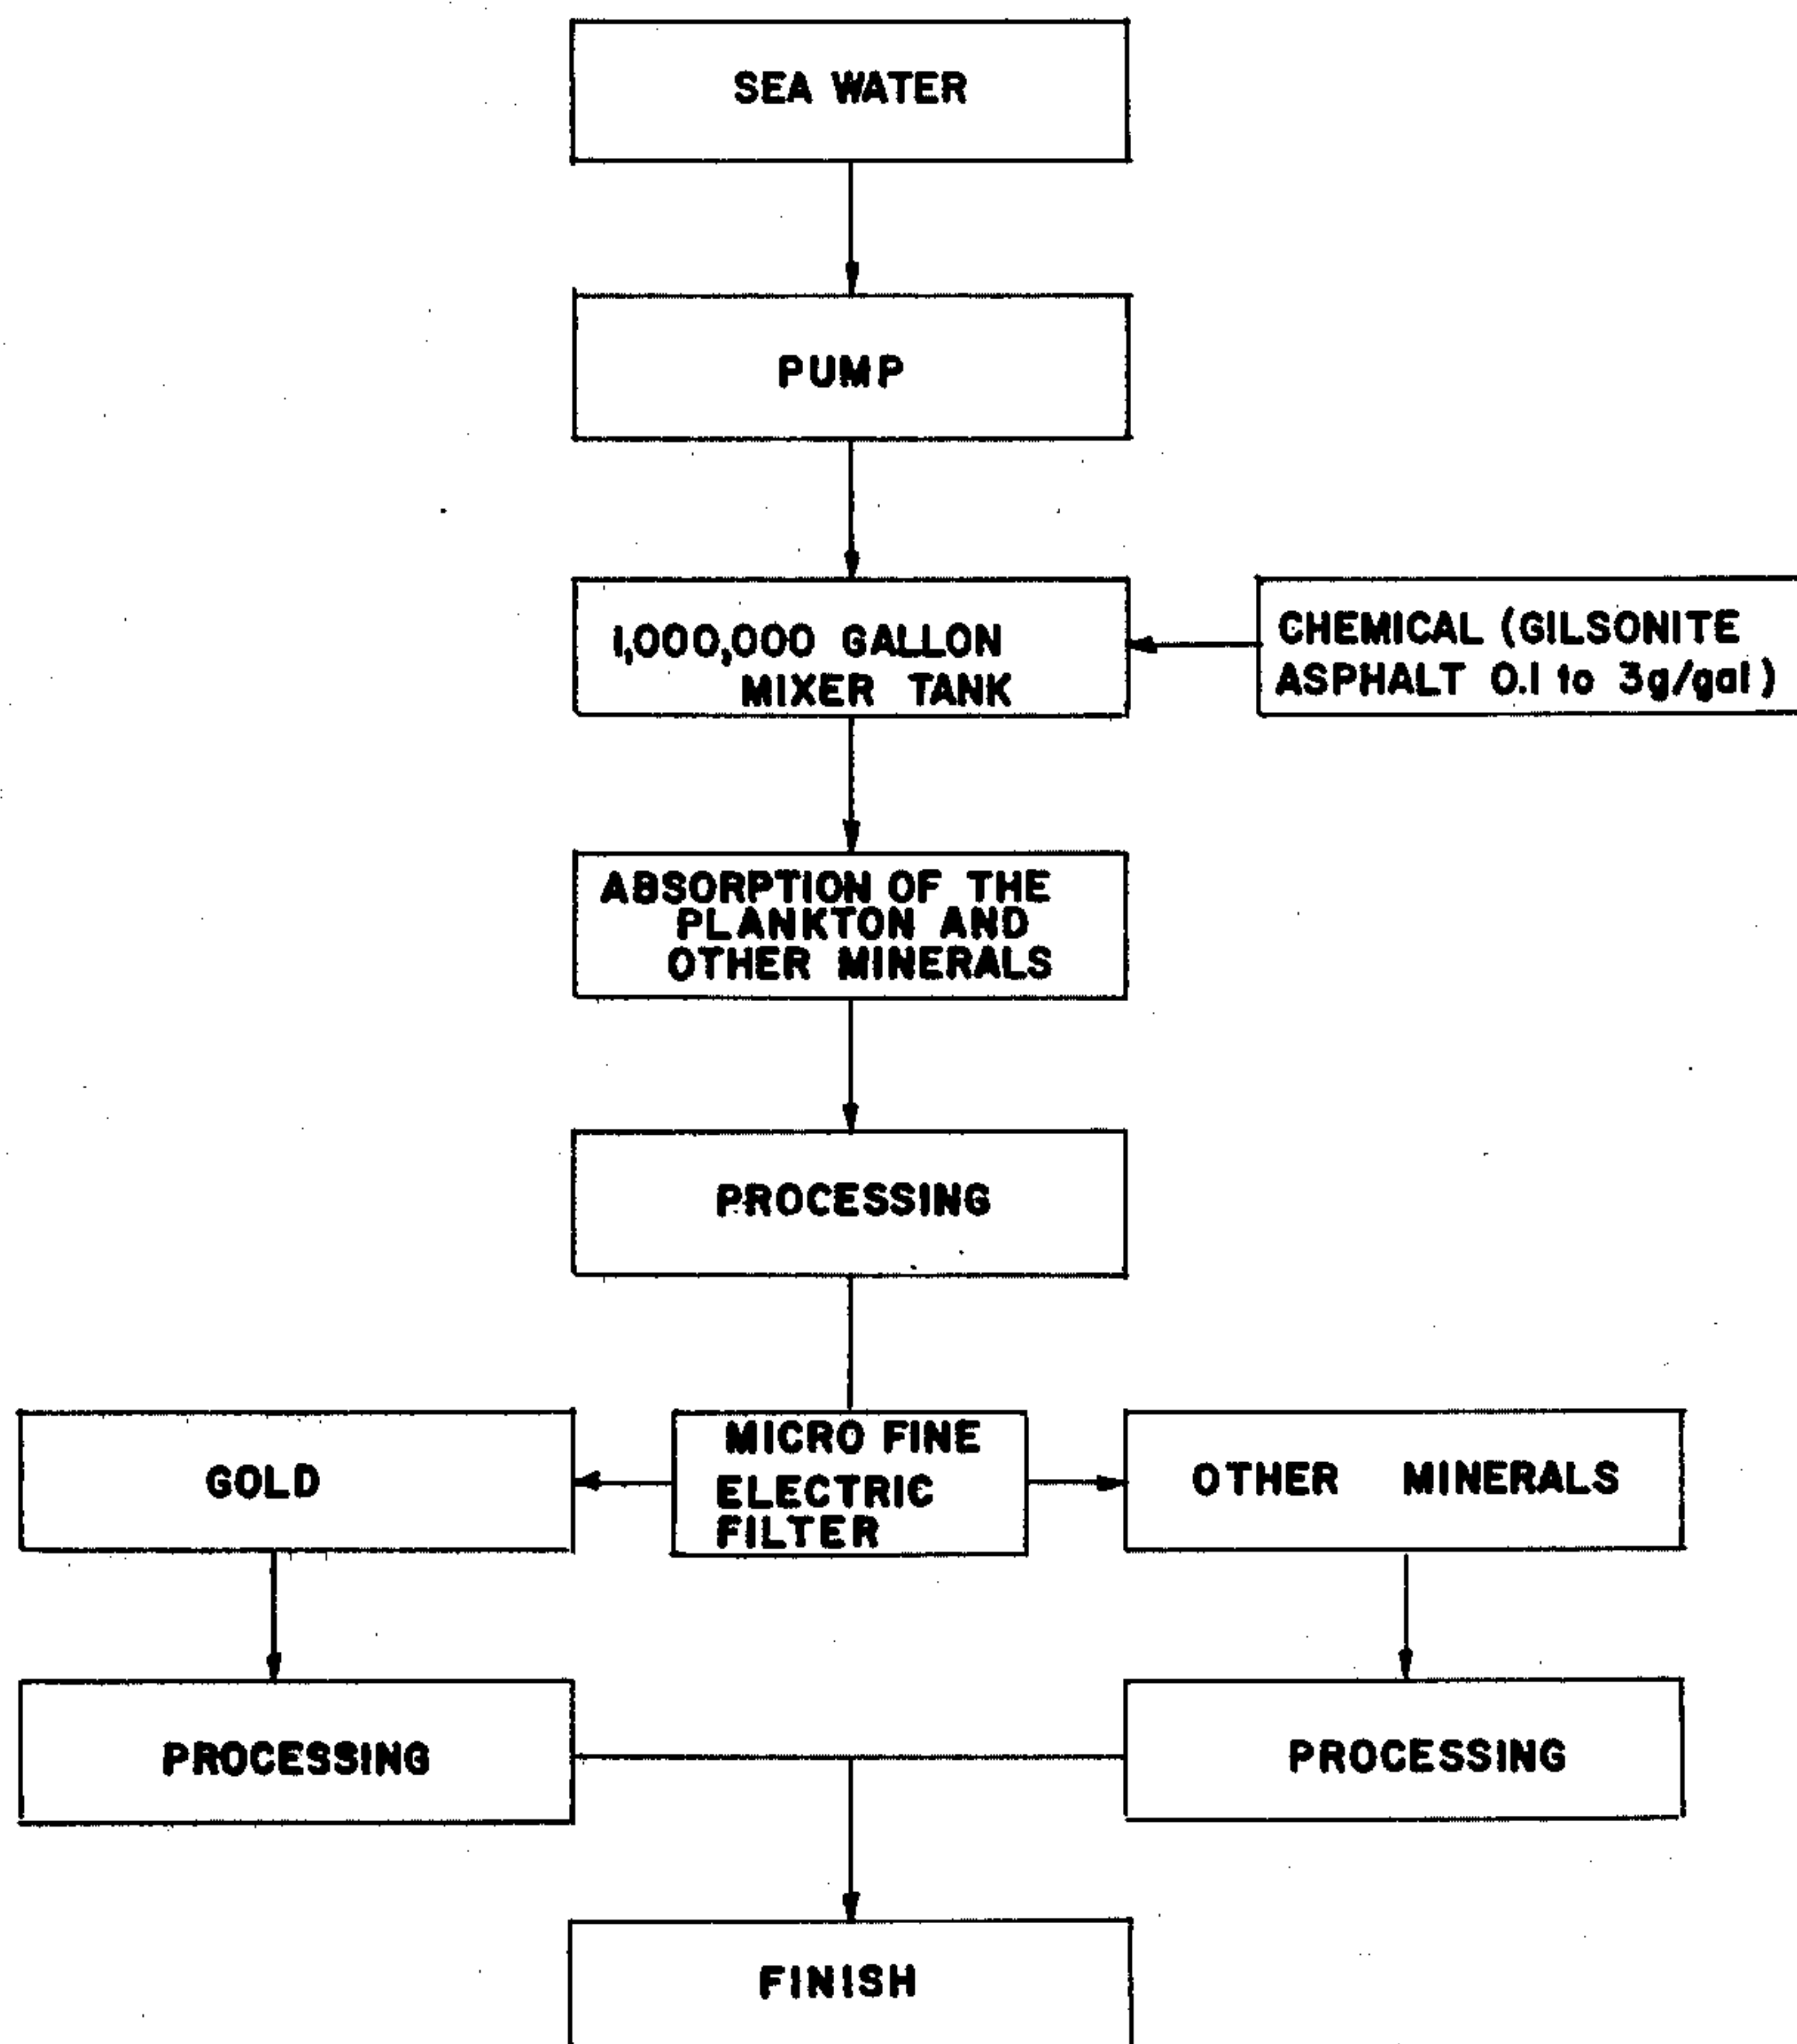 SEA WATER
PUMP
1,000,000 GALLON
MIXER TANK
CHEMICAL (GILSONITE
ASPHALT 0.1 to 3g/gal)
ABSORPTION OF THE
PLANKTON AND
OTHER MINERALS
PROCESSING
GOLD
MICRO FINE
ELECTRIC
FILTER
OTHER MINERALS
PROCESSING
PROCESSING
FINISH